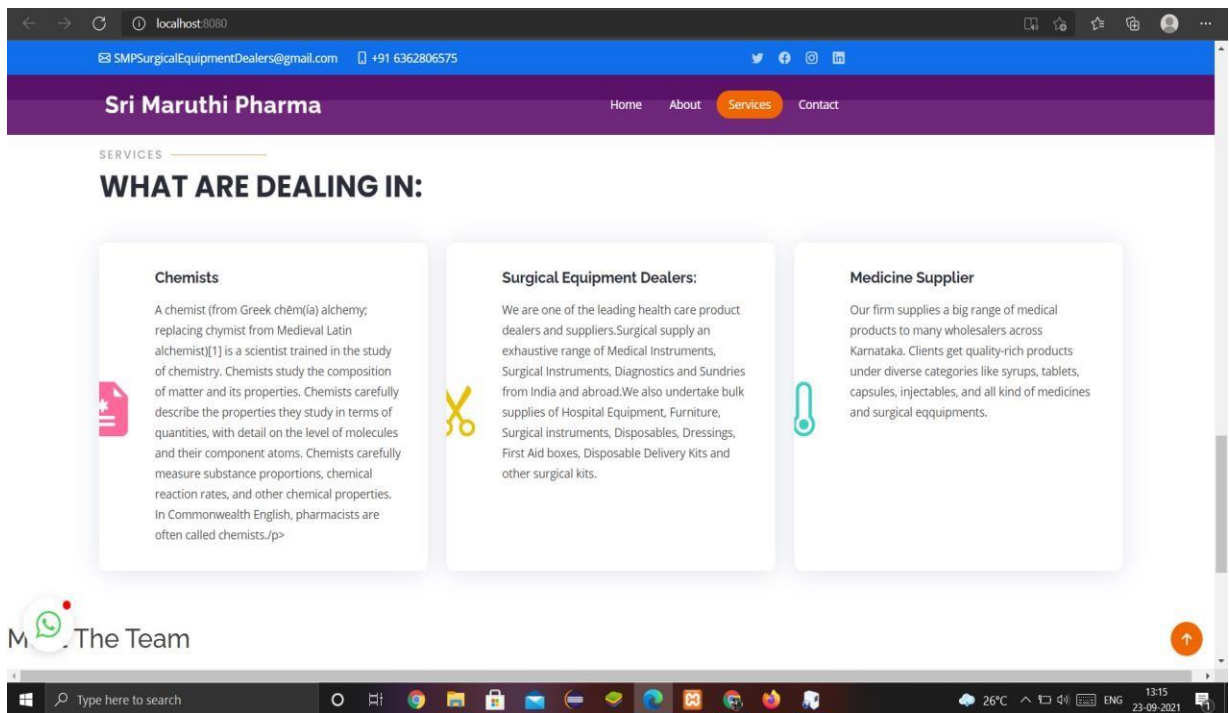 localhost:8080
SMPSurgicalEquipmentDealers@gmail.com +91 6362806575
Sri Maruthi Pharma
Home About Services Contact
SERVICES
WHAT ARE DEALING IN:
Chemists
A chemist (from Greek chēm(ía) alchemy;
replacing chymist from Medieval Latin
alchemist)[1] is a scientist trained in the study
of chemistry. Chemists study the composition
of matter and its properties. Chemists carefully
describe the properties they study in terms of
quantities, with detail on the level of molecules
and their component atoms. Chemists carefully
measure substance proportions, chemical
reaction rates, and other chemical properties.
In Commonwealth English, pharmacists are
often called chemists./p>
Surgical Equipment Dealers:
We are one of the leading health care product
dealers and suppliers.Surgical supply an
exhaustive range of Medical Instruments,
Surgical Instruments, Diagnostics and Sundries
from India and abroad.We also undertake bulk
supplies of Hospital Equipment, Furniture,
Surgical instruments, Disposables, Dressings,
First Aid boxes, Disposable Delivery Kits and
other surgical kits.
Medicine Supplier
Our firm supplies a big range of medical
products to many wholesalers across
Karnataka. Clients get quality-rich products
under diverse categories like syrups, tablets,
capsules, injectables, and all kind of medicines
and surgical eqquipments.
The Team
Type here to search
26°C ENG 13:15
23-09-2021